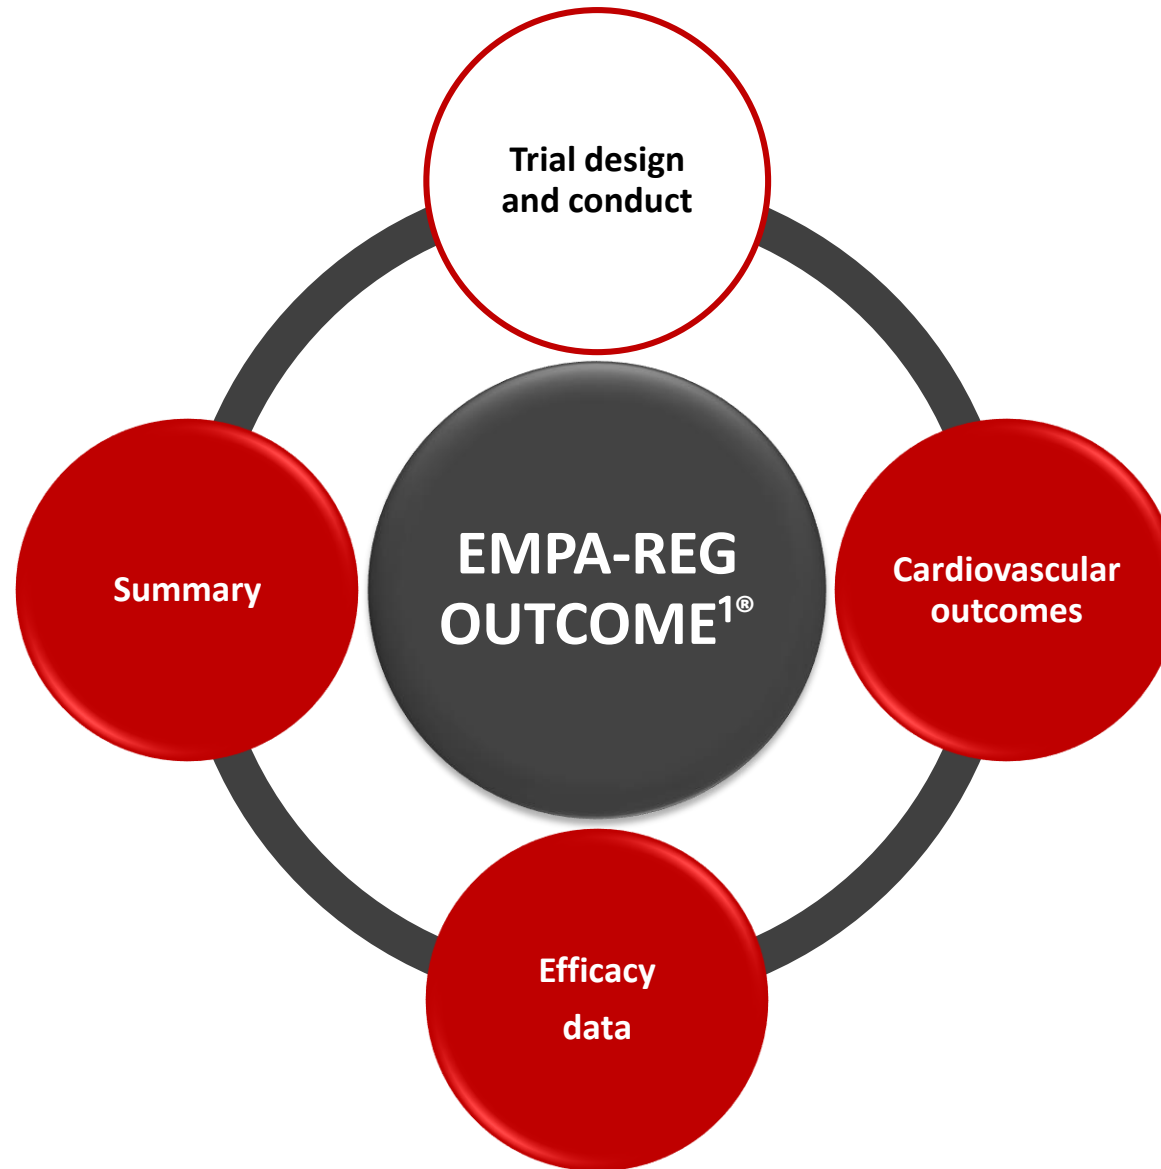 Trial design
and conduct
EMPA-REG
OUTCOME¹®
Cardiovascular
outcomes
Summary
Efficacy
data